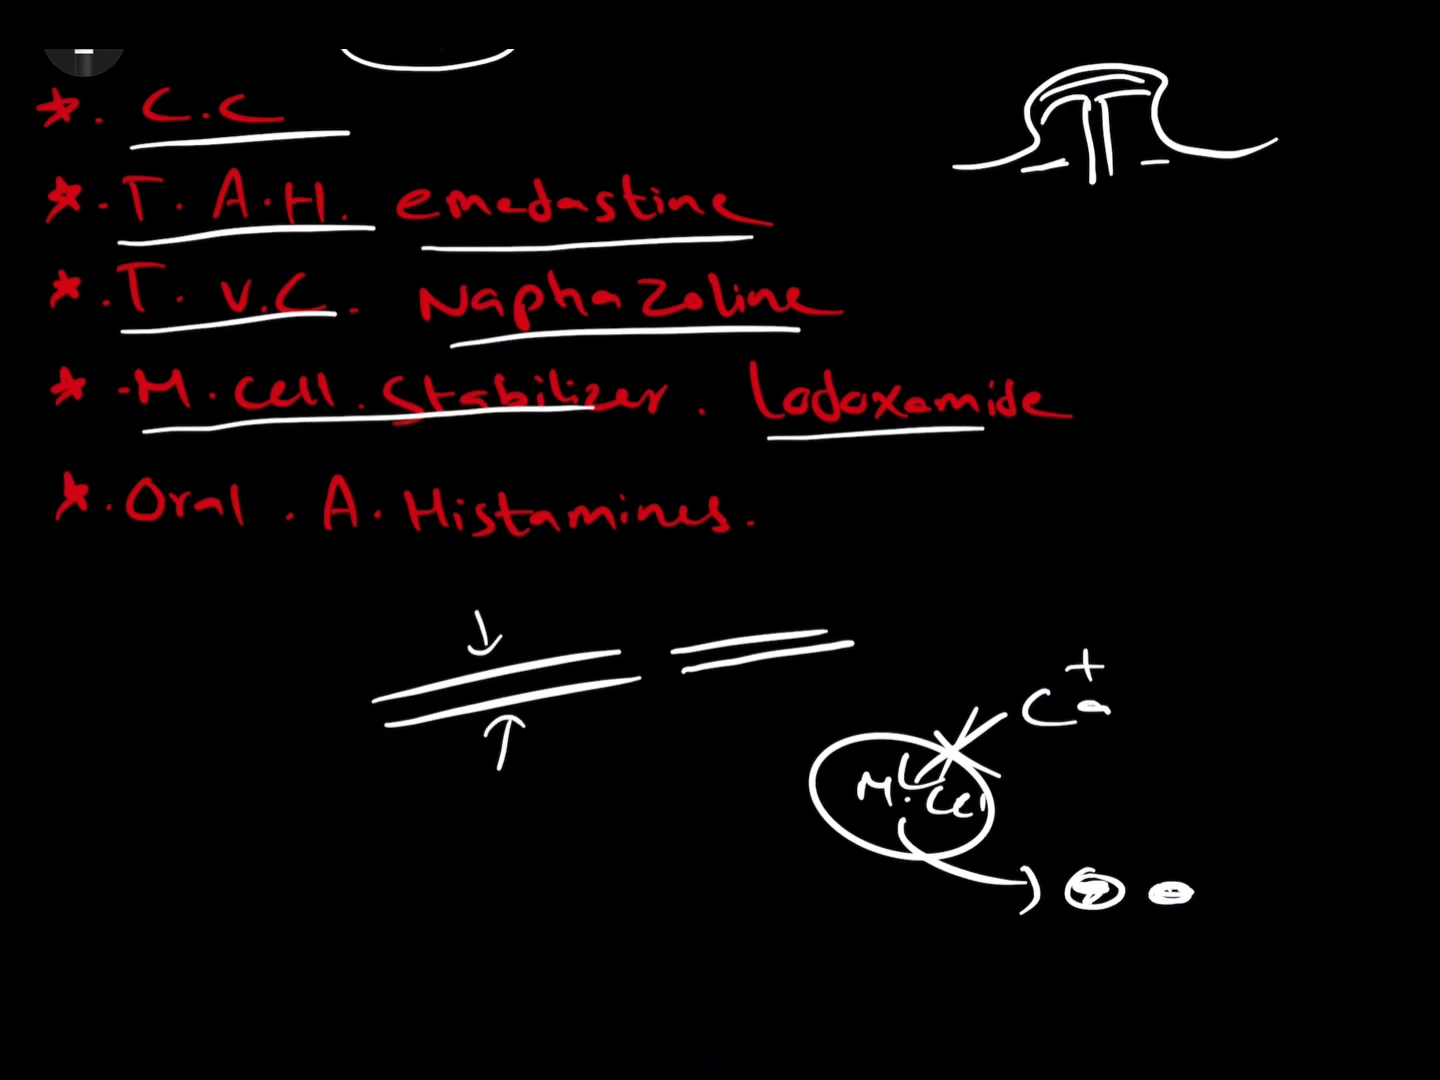 *. C.C
*. T. A.H. emedastine
*. T. V.C. Naphazoline
*. M. Cell. Stabilizer. Lodoxamide
*. Oral. A. Histamines.
Ca+
M. Cell